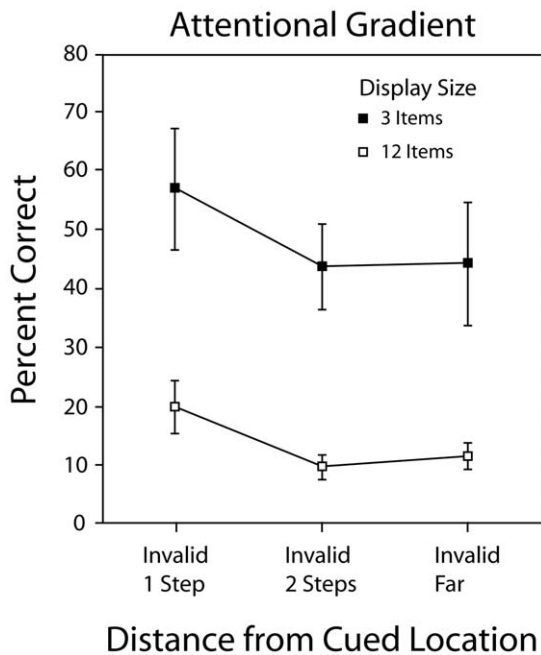 Attentional Gradient
80
70
60
50
40
30
20
10
0
Percent Correct
Display Size
3 Items
12 Items
Invalid
1 Step
Invalid
2 Steps
Invalid
Far
Distance from Cued Location